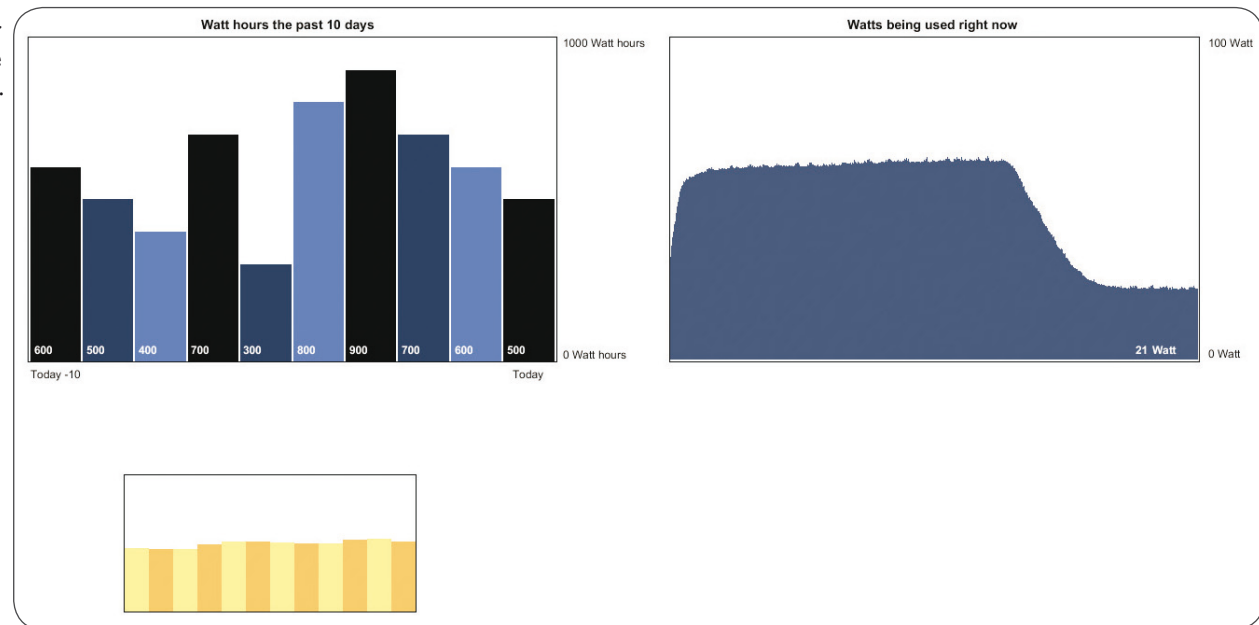 Watt hours the past 10 days
1000 Watt hours
600 500 400 700 300 800 900 700 600 500
0 Watt hours
Today -10 Today
Watts being used right now
100 Watt
21 Watt
0 Watt